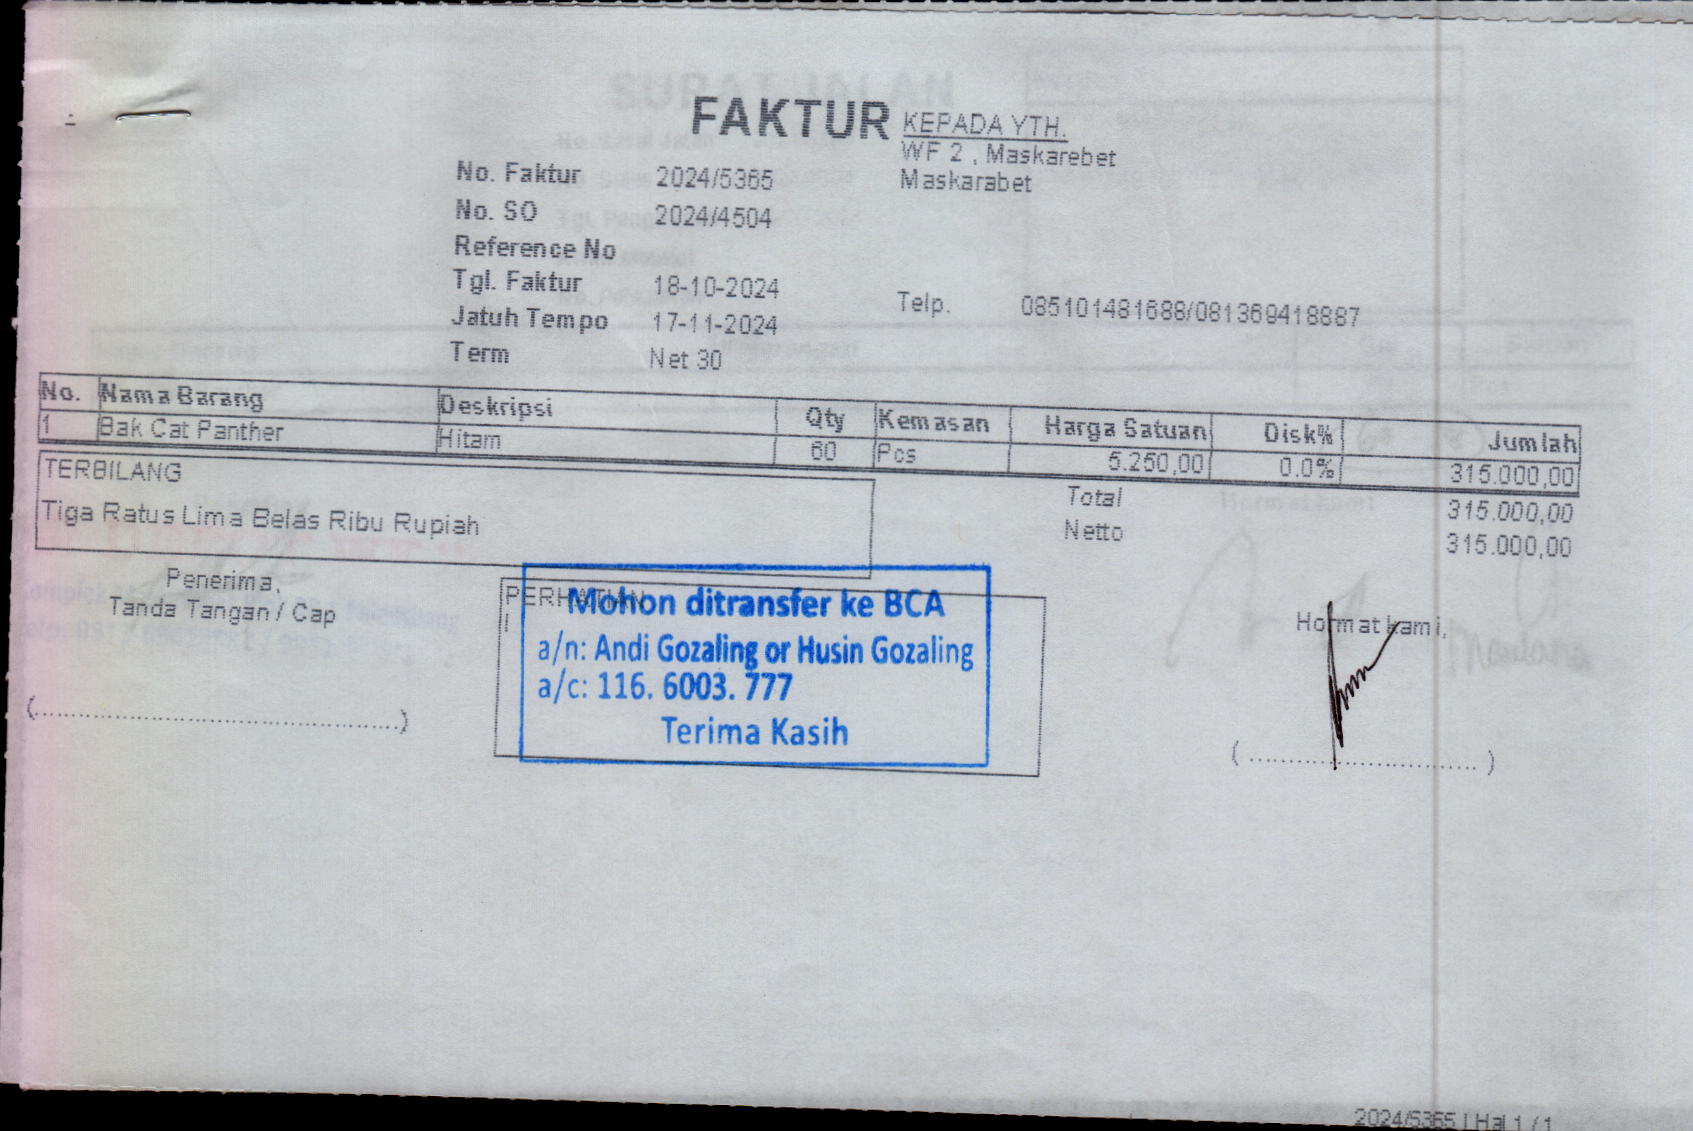 FAKTUR
KEPADA YTH.
WF 2 , Maskarebet
Maskarabet
No. Faktur 2024/5365
No. SO 2024/4504
Reference No
Tgl. Faktur 18-10-2024
Telp. 085101481688/081369418887
Jatuh Tempo 17-11-2024
Term Net 30
No. Nama Barang Deskripsi Qty Kemasan Harga Satuan Disk% Jumlah
1 Bak Cat Panther Hitam 60 Pcs 5.250,00 0.0% 315.000,00
TERBILANG
Tiga Ratus Lima Belas Ribu Rupiah
Total 315.000,00
Netto 315.000,00
Penerima,
Tanda Tangan / Cap
(..........................................)
PERHATIAN
Mohon ditransfer ke BCA
a/n: Andi Gozaling or Husin Gozaling
a/c: 116. 6003. 777
Terima Kasih
Hormat kami,
( .............................. )
2024/5365 | Hal 1 / 1